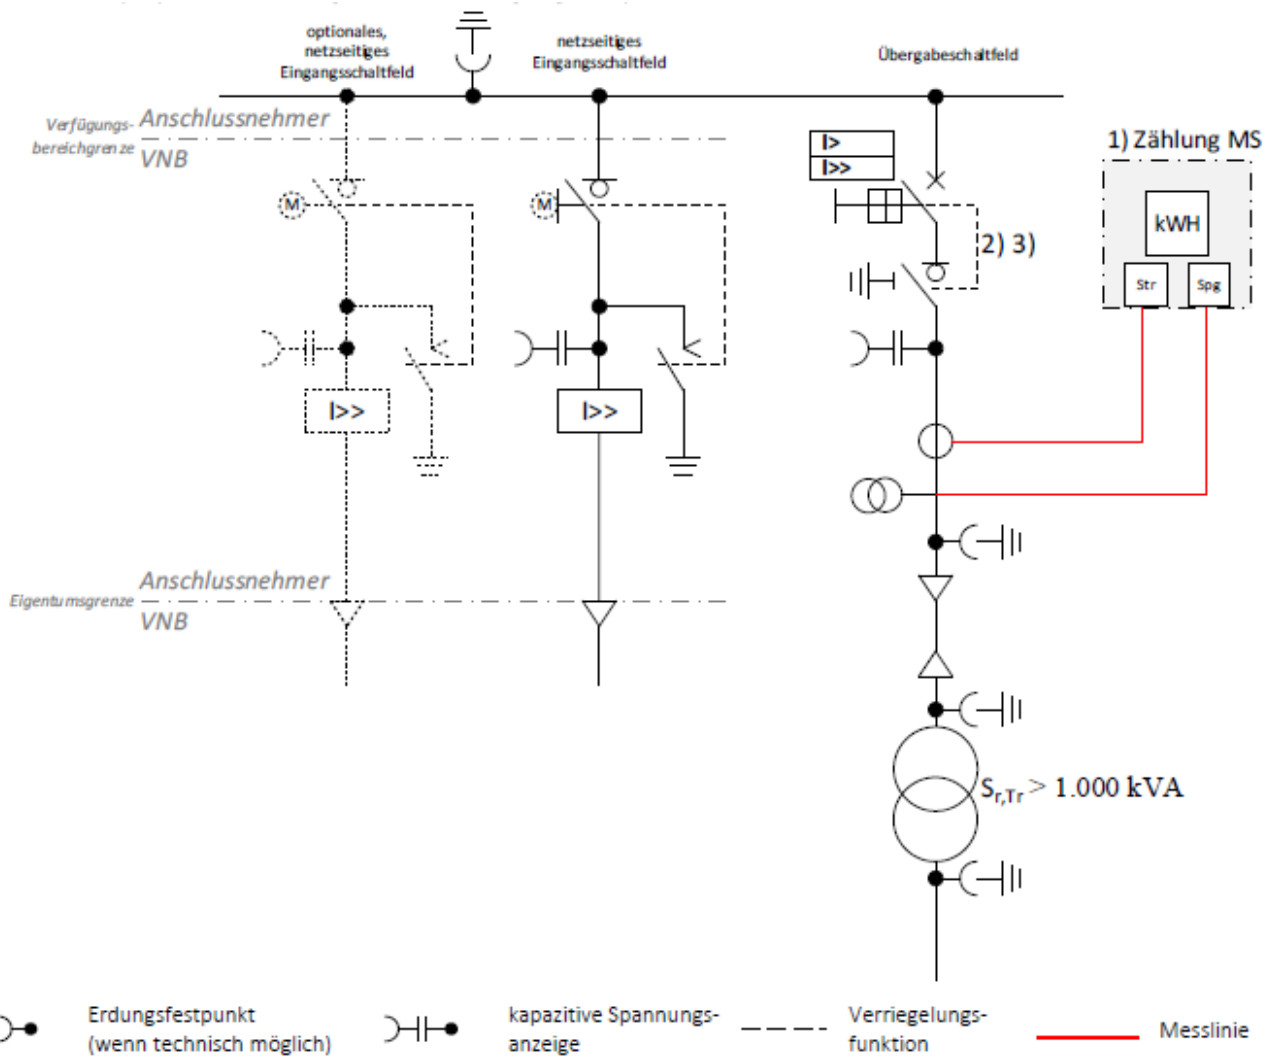 optionales,
netzseitiges
Eingangsschaltfeld
netzseitiges
Eingangsschaltfeld
Übergabeschaltfeld
Verfügungs-
bereichgrenze
Anschlussnehmer
VNB
I>
I>>
1) Zählung MS
kWH
Str
Spg
M
M
2) 3)
I>>
I>>
Eigentumsgrenze
Anschlussnehmer
VNB
Sr,Tr > 1.000 kVA
Erdungsfestpunkt
(wenn technisch möglich)
kapazitive Spannungs-
anzeige
Verriegelungs-
funktion
Messlinie